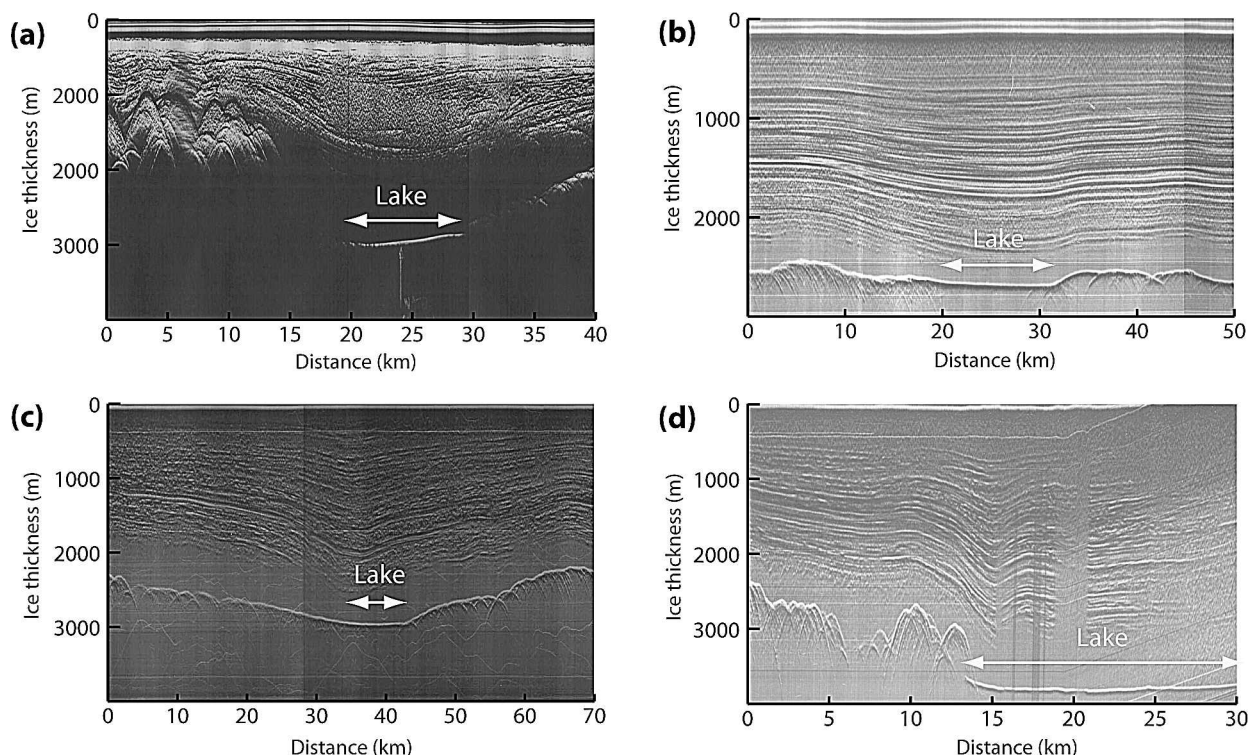 (a)
0
2000
2000
3000
Ice thickness (m)
Lake
0 5 10 15 20 25 30 35 40
Distance (km)
(b)
0
1000
2000
Ice thickness (m)
Lake
0 10 20 30 40 50
Distance (km)
(c)
0
1000
2000
3000
Ice thickness (m)
Lake
0 10 20 30 40 50 60 70
Distance (km)
(d)
0
1000
2000
3000
Ice thickness (m)
Lake
0 5 10 15 20 25 30
Distance (km)